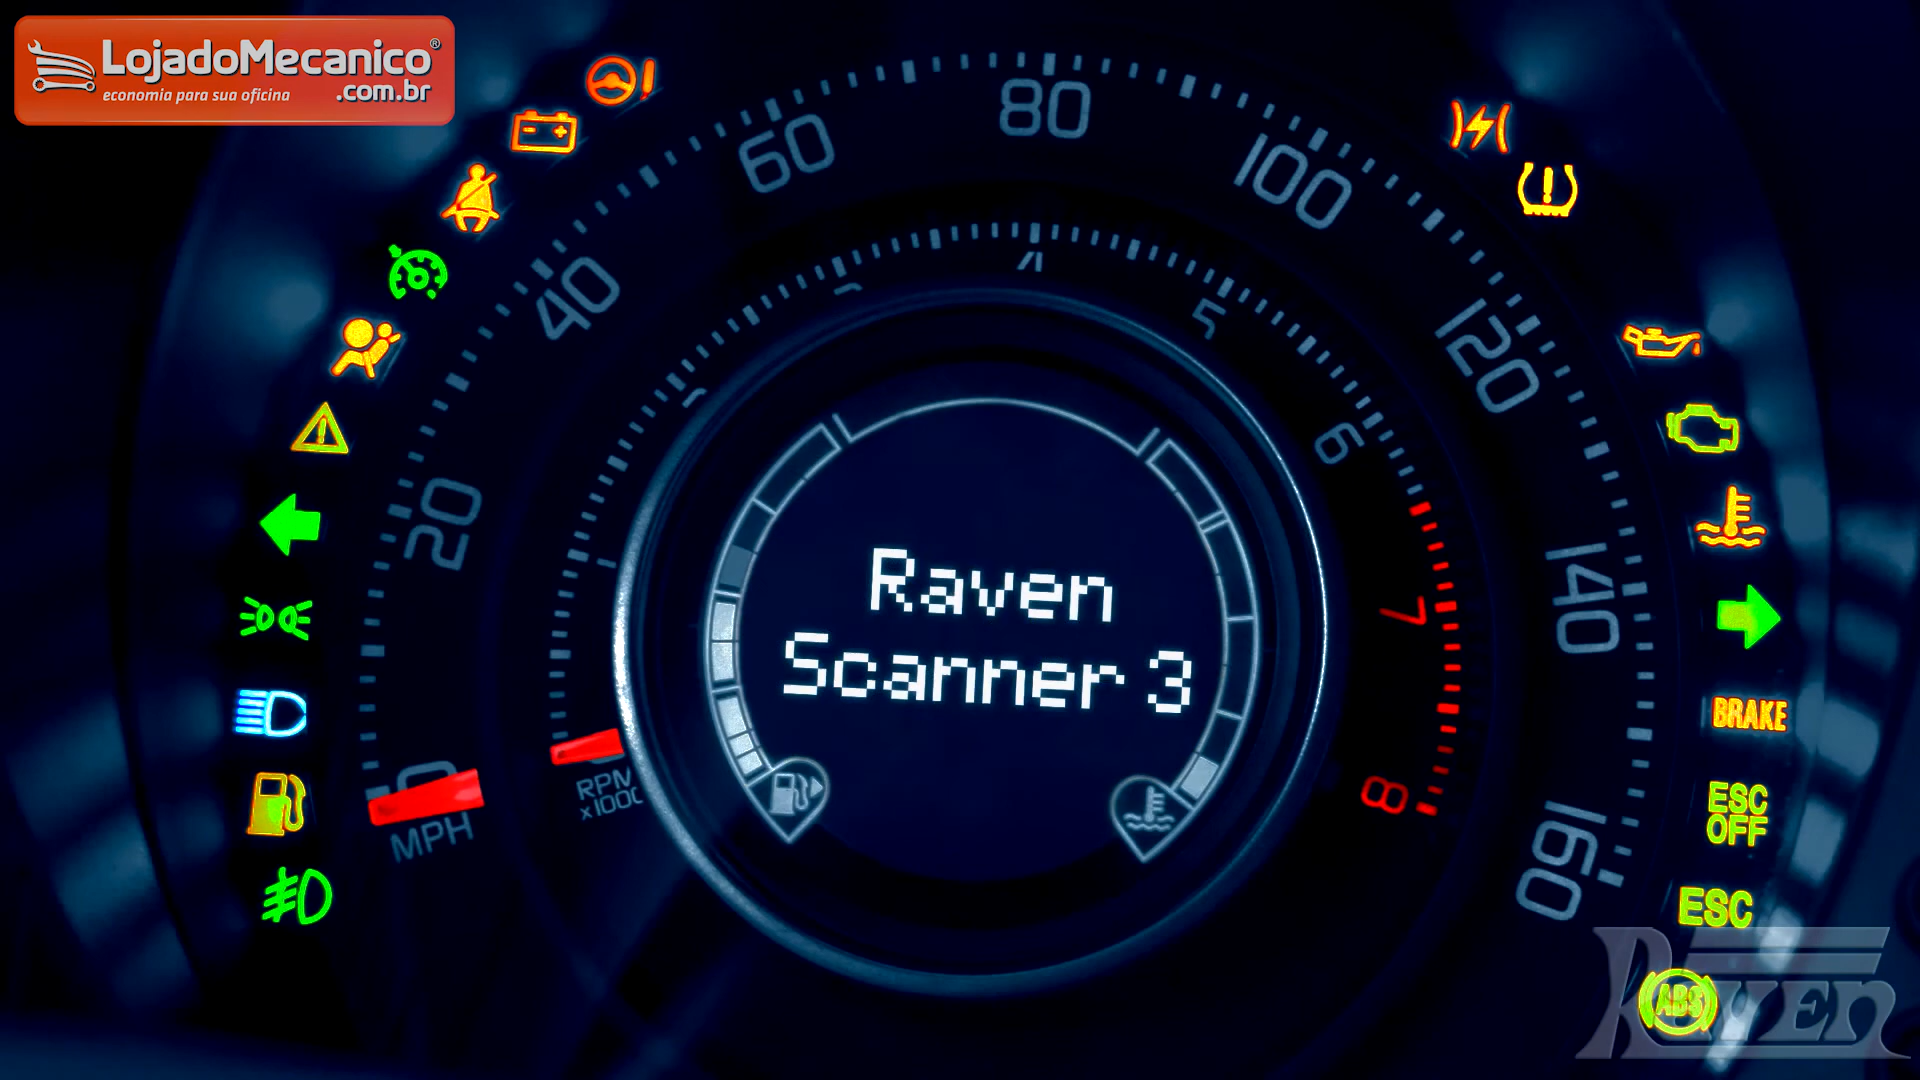 LojadoMecanico®
economia para sua oficina
.com.br
0
20
40
60
80
100
120
140
160
MPH
5
6
7
8
RPM
x1000
Raven
Scanner 3
BRAKE
ESC
OFF
ESC
ABS
Raven